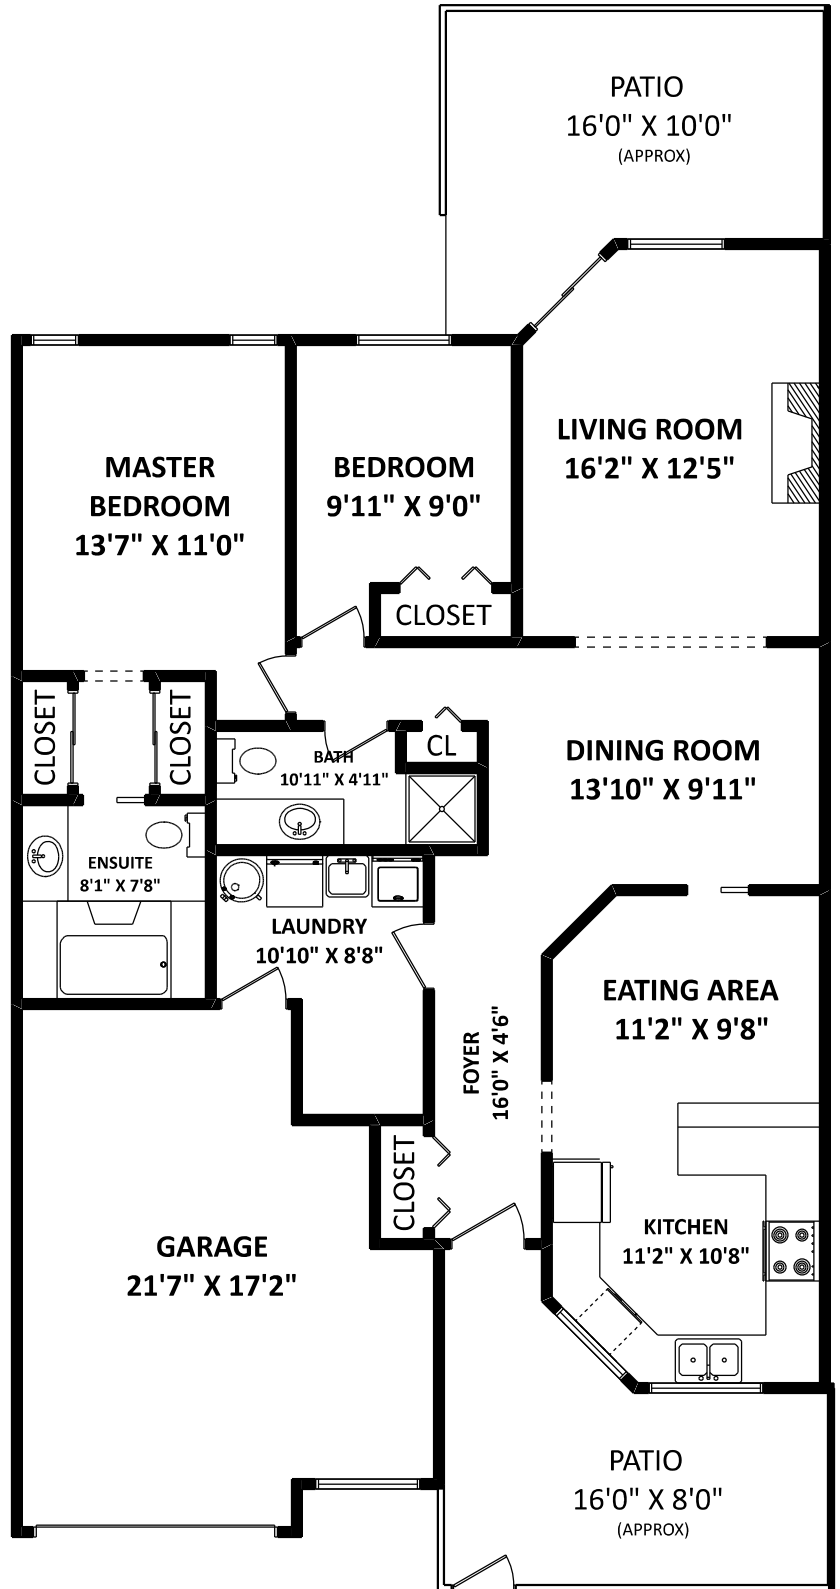 PATIO
16'0" X 10'0"
(APPROX)
LIVING ROOM
16'2" X 12'5"
MASTER
BEDROOM
13'7" X 11'0"
BEDROOM
9'11" X 9'0"
CLOSET
CLOSET
CLOSET
CL
BATH
10'11" X 4'11"
DINING ROOM
13'10" X 9'11"
ENSUITE
8'1" X 7'8"
LAUNDRY
10'10" X 8'8"
EATING AREA
11'2" X 9'8"
FOYER
16'0" X 4'6"
CLOSET
KITCHEN
11'2" X 10'8"
GARAGE
21'7" X 17'2"
PATIO
16'0" X 8'0"
(APPROX)